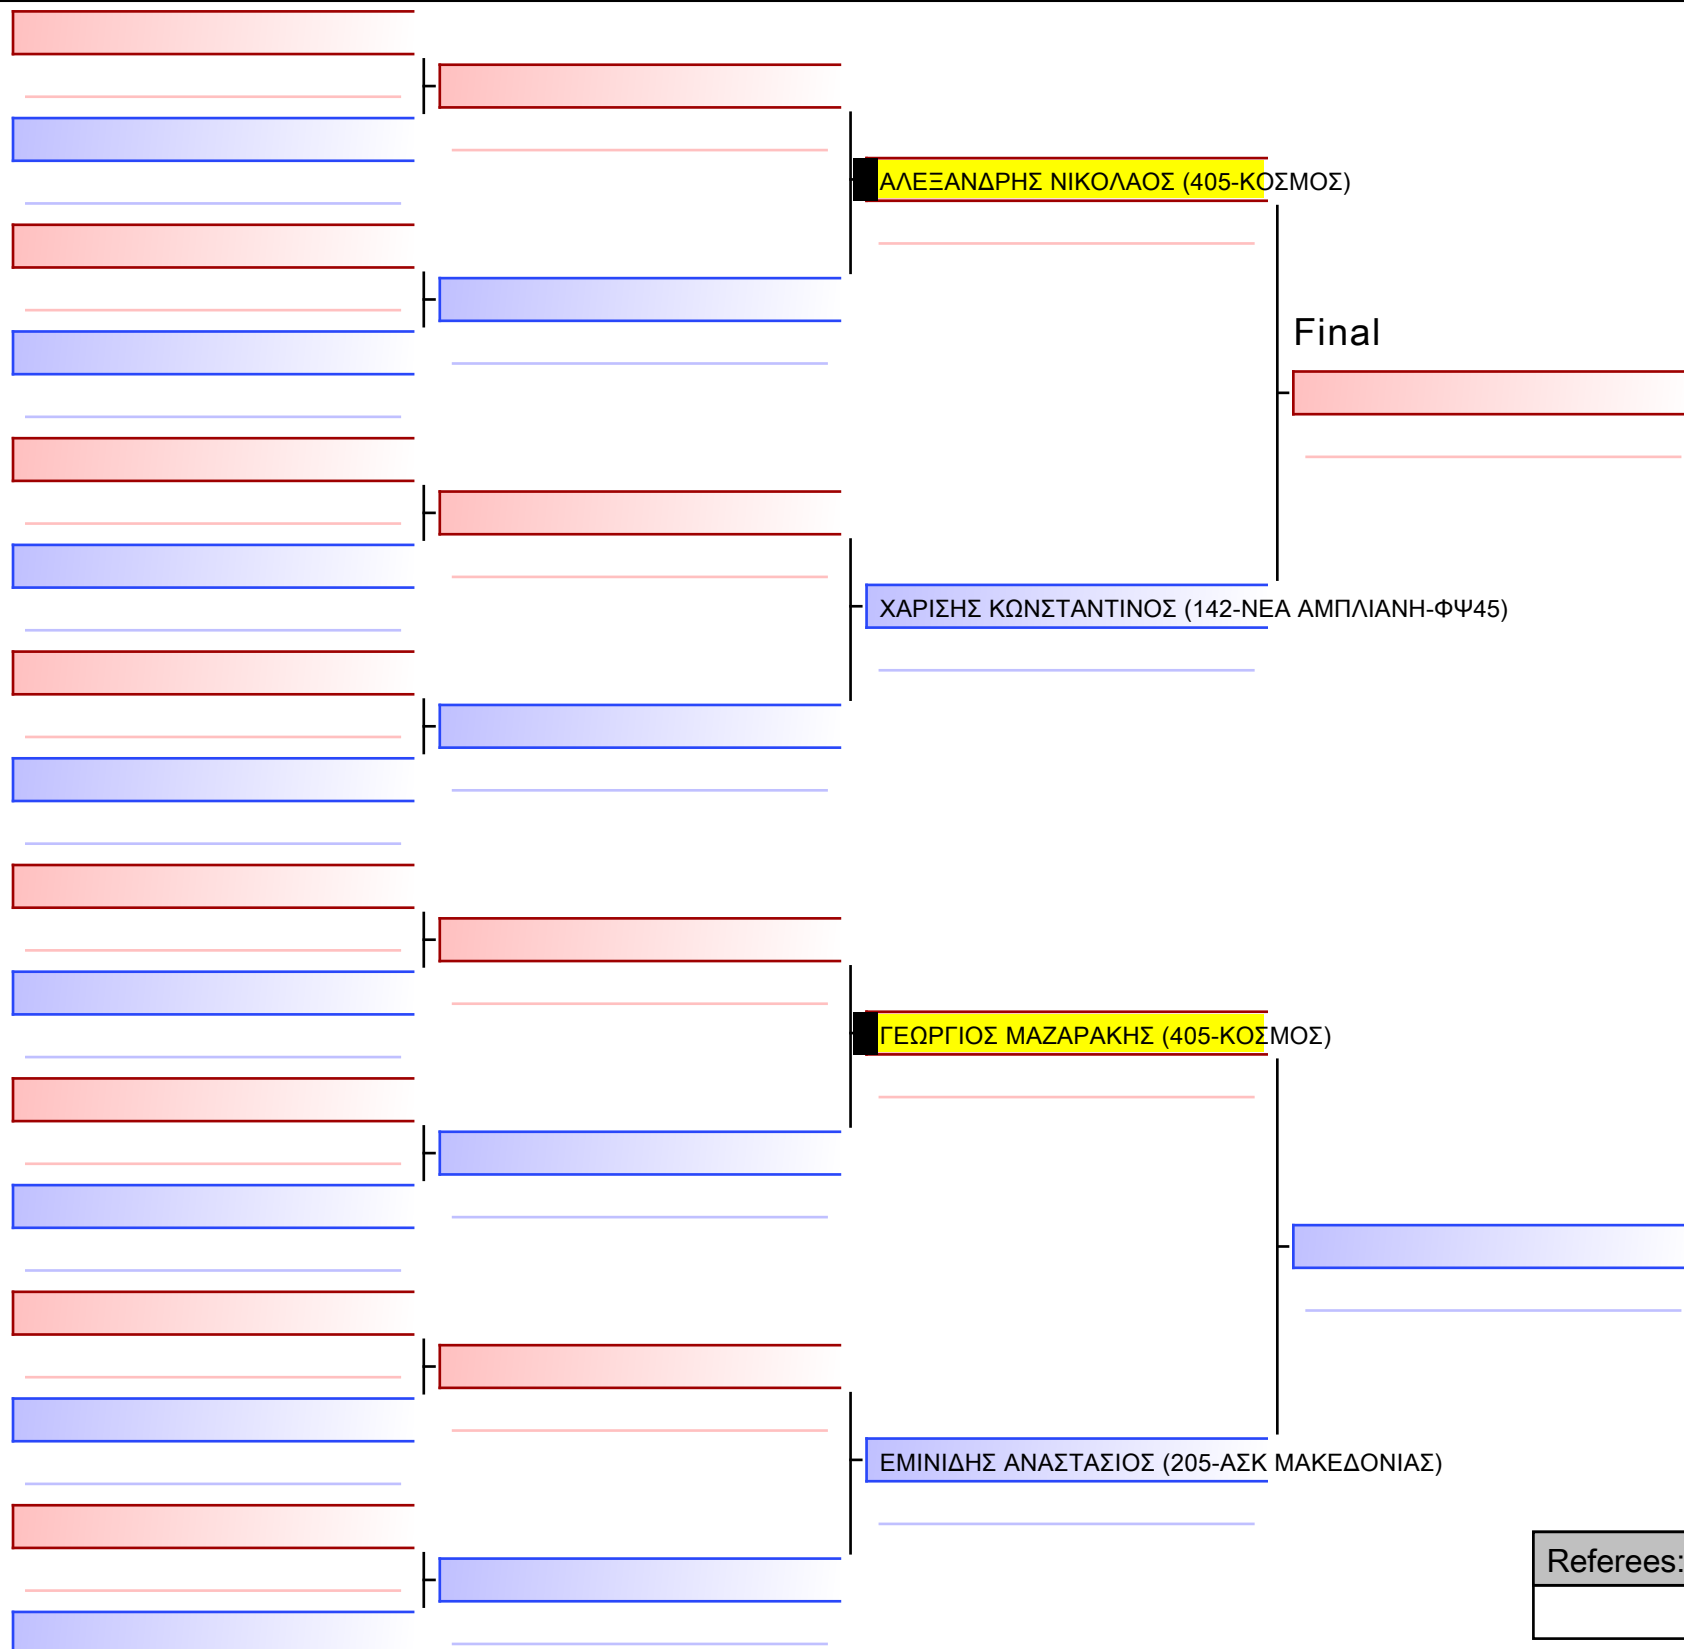 ΑΛΕΞΑΝΔΡΗΣ ΝΙΚΟΛΑΟΣ (405-ΚΟΣΜΟΣ)
Final
ΧΑΡΙΣΗΣ ΚΩΝΣΤΑΝΤΙΝΟΣ (142-ΝΕΑ ΑΜΠΛΙΑΝΗ-ΦΨ45)
ΓΕΩΡΓΙΟΣ ΜΑΖΑΡΑΚΗΣ (405-ΚΟΣΜΟΣ)
ΕΜΙΝΙΔΗΣ ΑΝΑΣΤΑΣΙΟΣ (205-ΑΣΚ ΜΑΚΕΔΟΝΙΑΣ)
Referees: